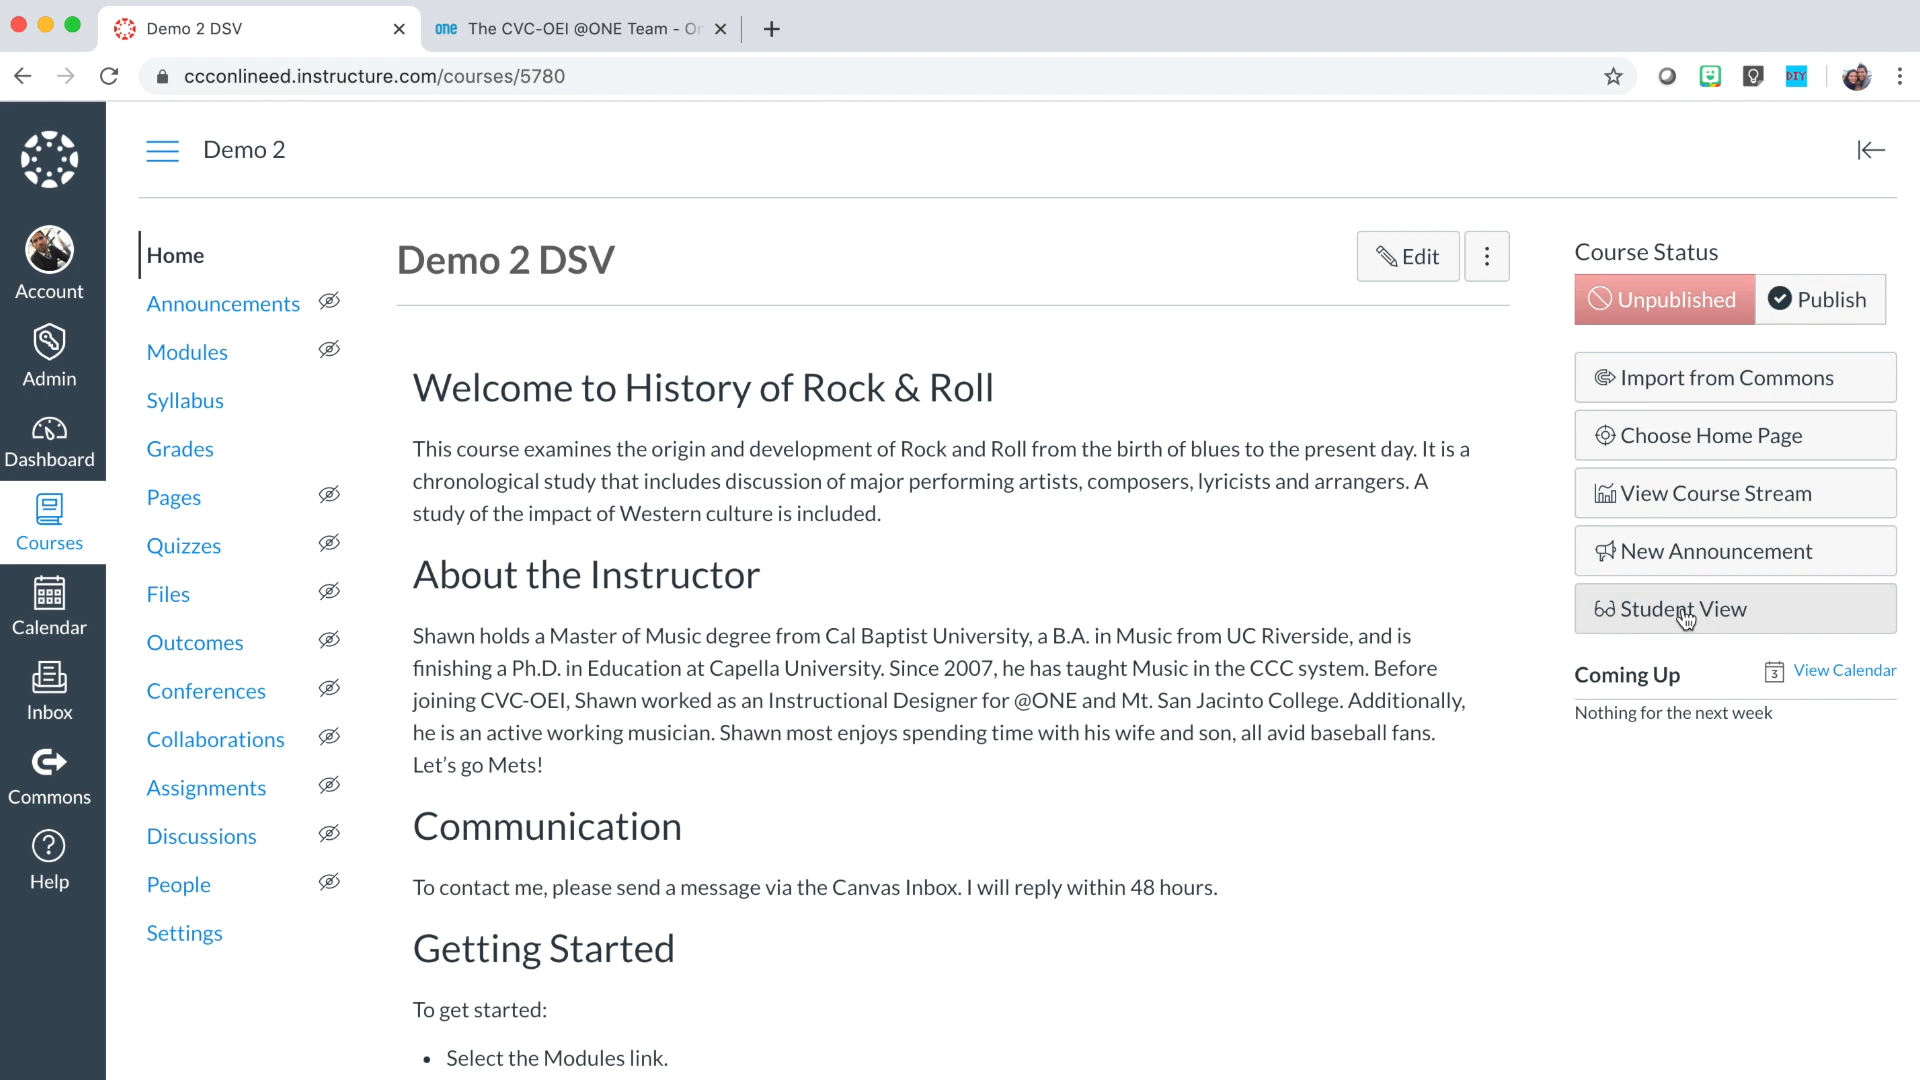 Demo 2 DSV
one The CVC-OEI @ONE Team - O
ccconlineed.instructure.com/courses/5780
DIY
Demo 2
Account
Admin
Dashboard
Courses
Calendar
Inbox
Commons
Help
Home
Announcements
Modules
Syllabus
Grades
Pages
Quizzes
Files
Outcomes
Conferences
Collaborations
Assignments
Discussions
People
Settings
Demo 2 DSV
Edit
Welcome to History of Rock & Roll
This course examines the origin and development of Rock and Roll from the birth of blues to the present day. It is a
chronological study that includes discussion of major performing artists, composers, lyricists and arrangers. A
study of the impact of Western culture is included.
About the Instructor
Shawn holds a Master of Music degree from Cal Baptist University, a B.A. in Music from UC Riverside, and is
finishing a Ph.D. in Education at Capella University. Since 2007, he has taught Music in the CCC system. Before
joining CVC-OEI, Shawn worked as an Instructional Designer for @ONE and Mt. San Jacinto College. Additionally,
he is an active working musician. Shawn most enjoys spending time with his wife and son, all avid baseball fans.
Let's go Mets!
Communication
To contact me, please send a message via the Canvas Inbox. I will reply within 48 hours.
Getting Started
To get started:
• Select the Modules link.
Course Status
Unpublished Publish
Import from Commons
Choose Home Page
View Course Stream
New Announcement
Student View
Coming Up 3 View Calendar
Nothing for the next week